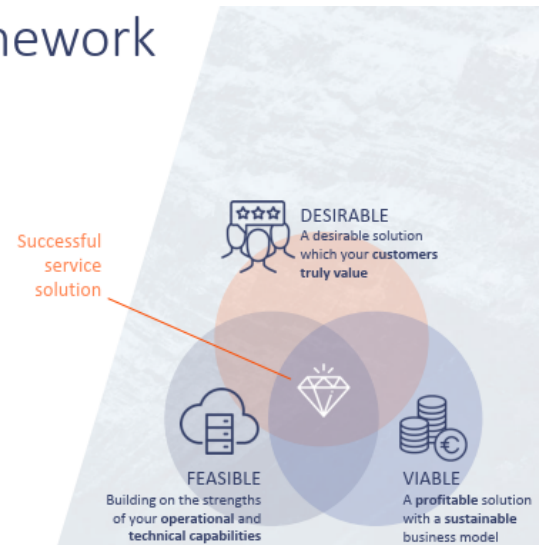 nework
Successful
service
solution
DESIRABLE
A desirable solution
which your customers
truly value
FEASIBLE
Building on the strengths
of your operational and
technical capabilities
VIABLE
A profitable solution
with a sustainable
business model